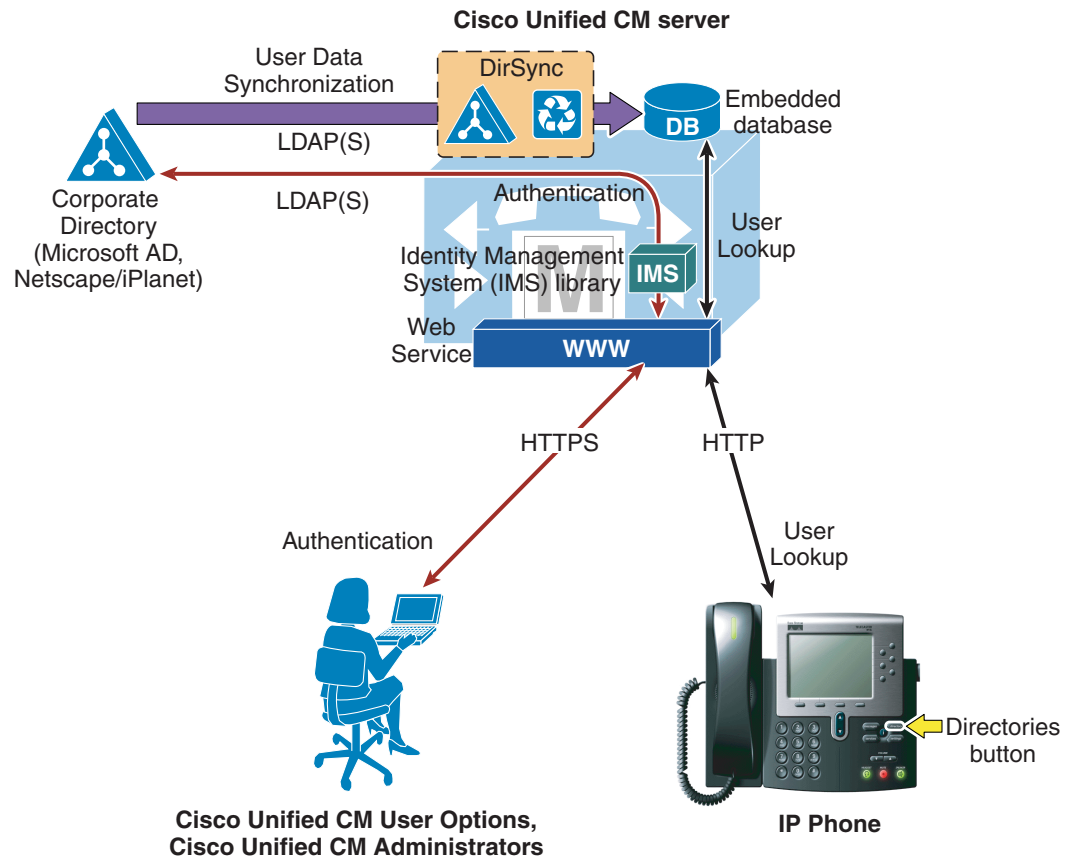 Cisco Unified CM server
User Data
Synchronization
DirSync
LDAP(S)
DB
Embedded
database
LDAP(S)
Authentication
Corporate
Directory
(Microsoft AD,
Netscape/iPlanet)
User
Lookup
Identity Management
System (IMS) library
IMS
M
Web
Service
WWW
HTTPS
HTTP
Authentication
User
Lookup
Directories
button
Cisco Unified CM User Options,
Cisco Unified CM Administrators
IP Phone